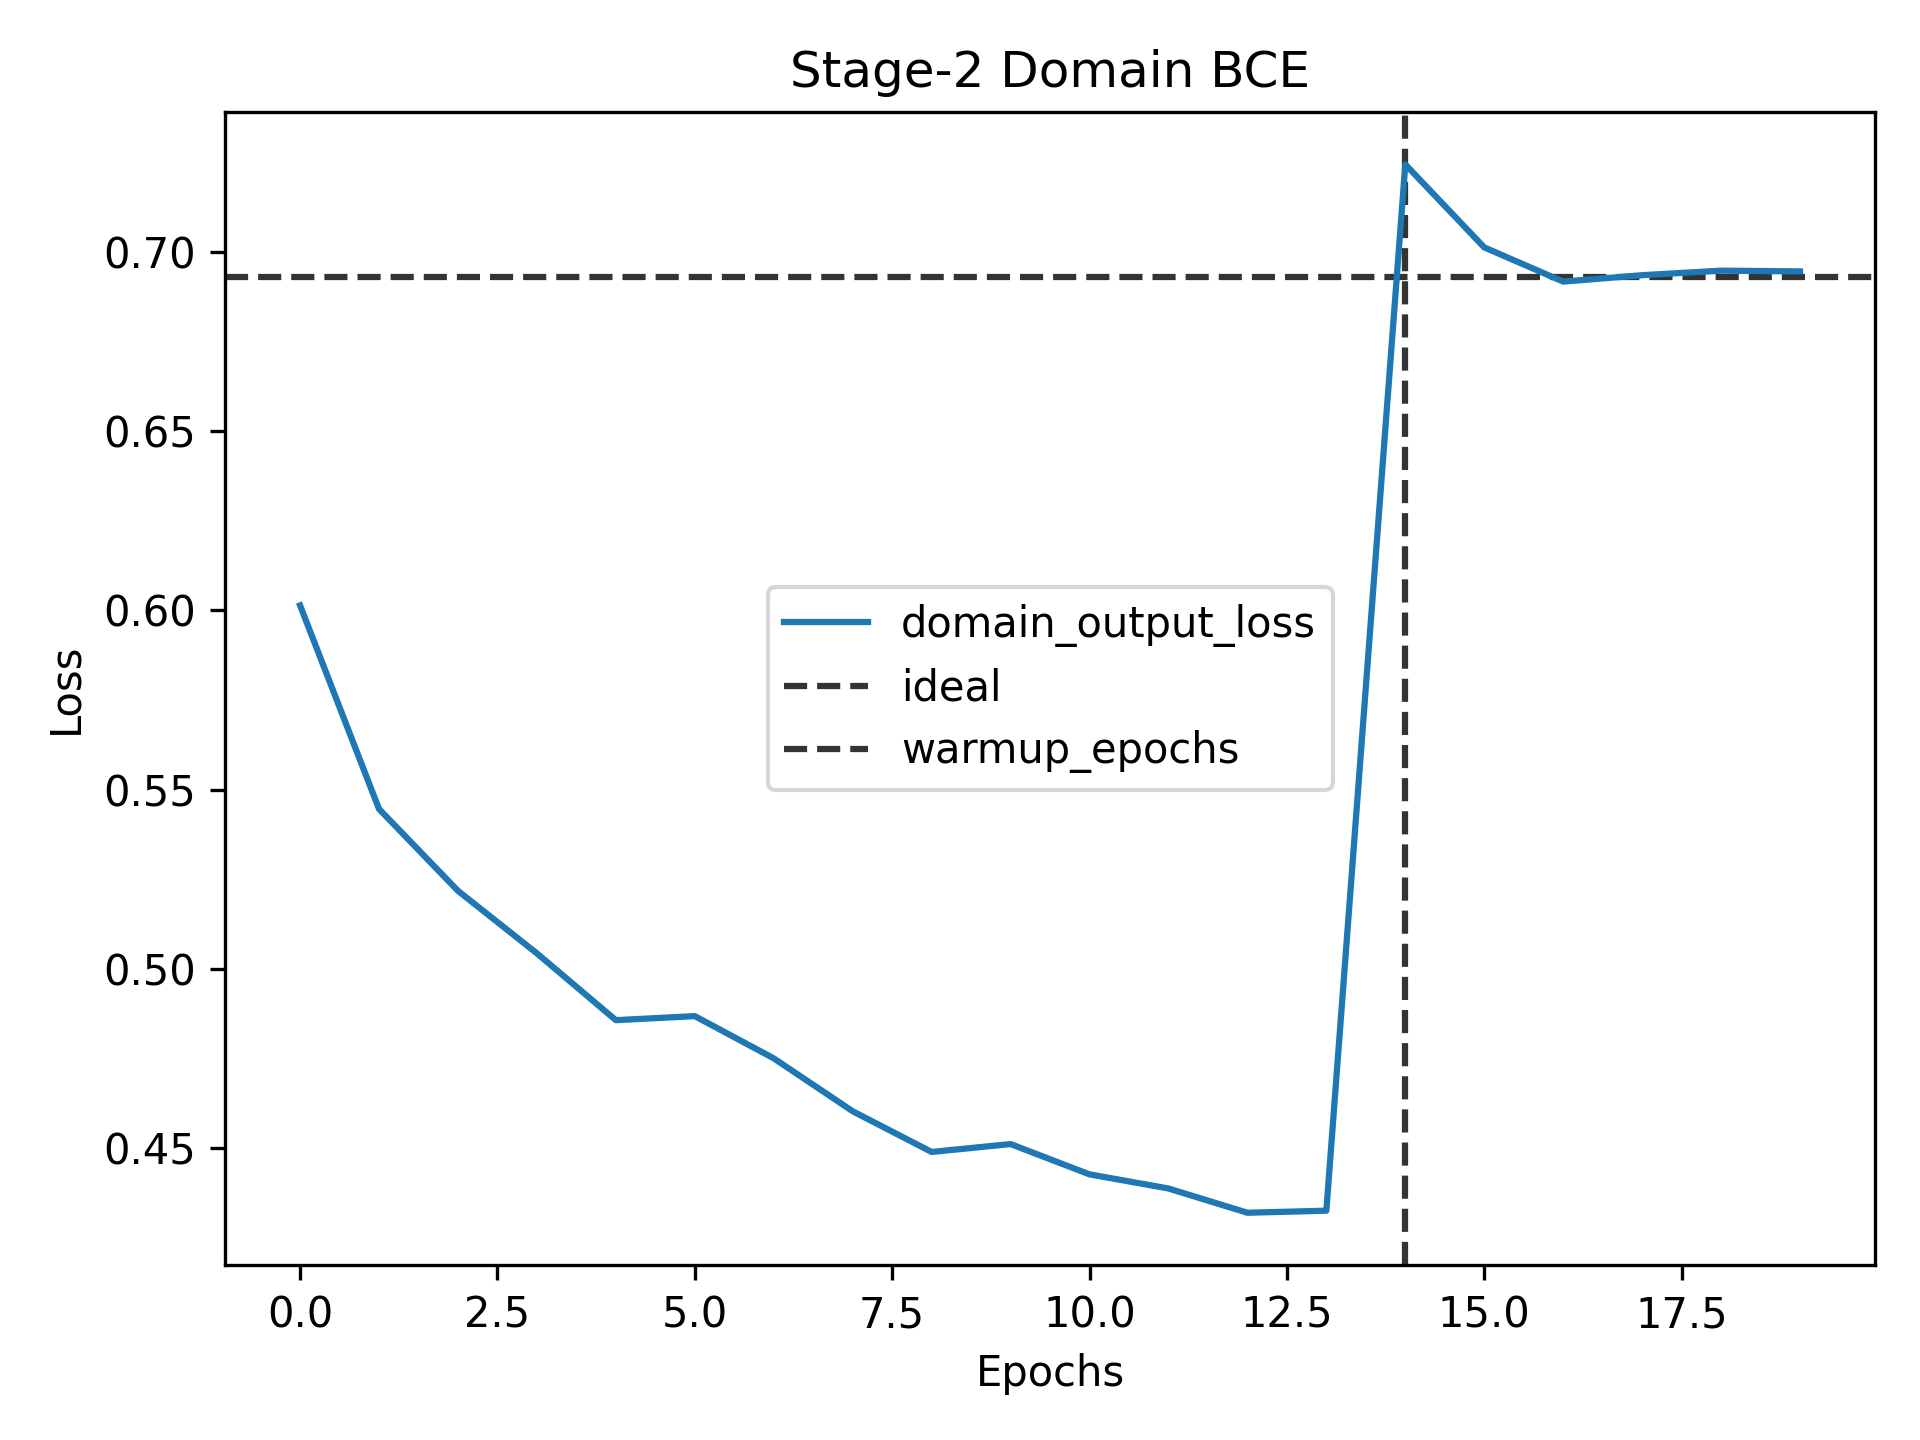 Stage-2 Domain BCE
0.70
0.65
0.60
0.55
0.50
0.45
Loss
domain_output_loss
ideal
warmup_epochs
0.0 2.5 5.0 7.5 10.0 12.5 15.0 17.5
Epochs